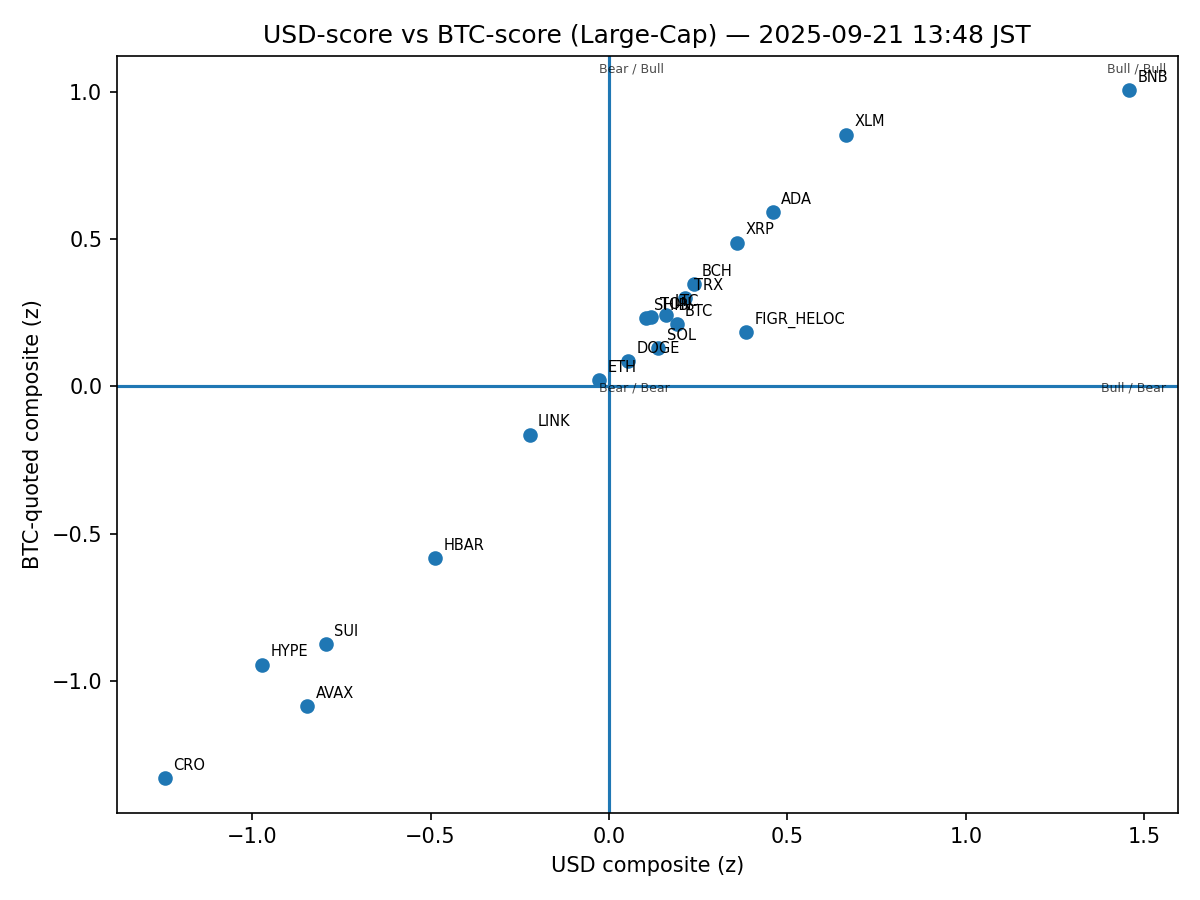 USD-score vs BTC-score (Large-Cap) — 2025-09-21 13:48 JST
Bear / Bull
Bull / Bull
BNB
1.0
XLM
ADA
0.5
XRP
BCH
TRX
LTC
BTC
FIGR_HELOC
SOL
DOGE
ETH
0.0
Bear / Bear
Bull / Bear
LINK
−0.5
HBAR
SUI
HYPE
−1.0
AVAX
CRO
−1.0
−0.5
0.0
0.5
1.0
1.5
USD composite (z)
BTC-quoted composite (z)